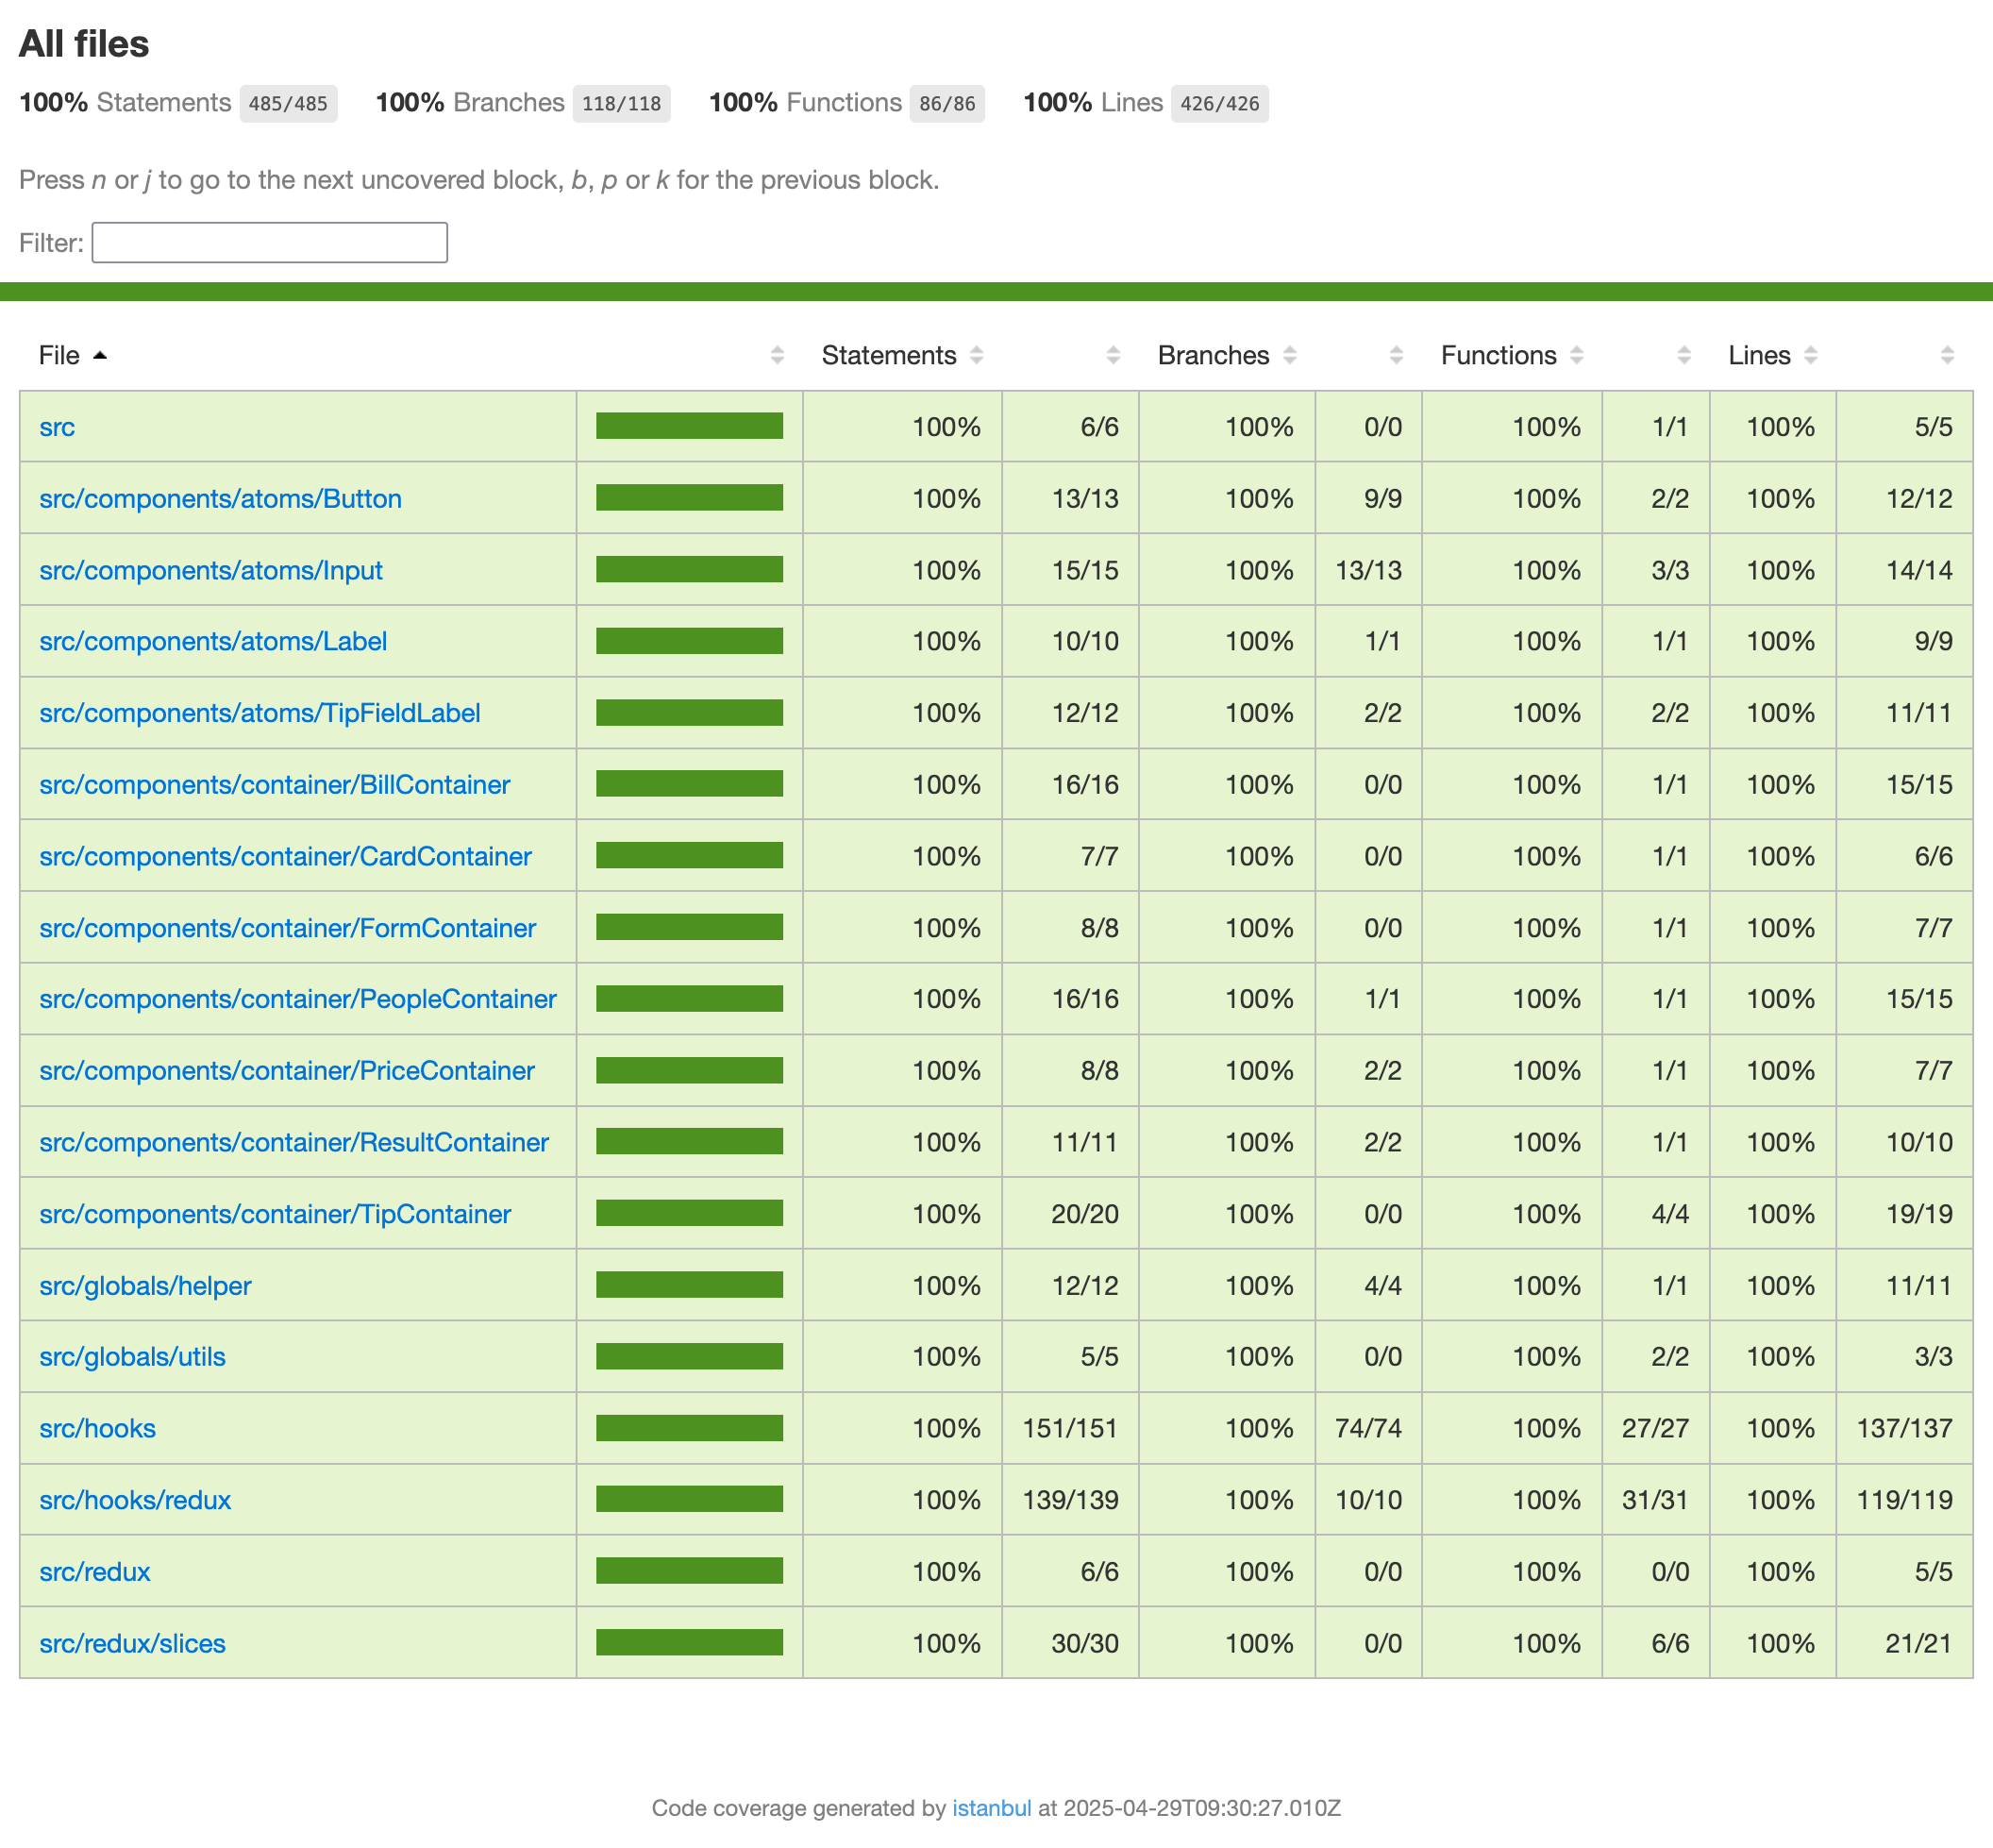 All files
100% Statements 485/485 100% Branches 118/118 100% Functions 86/86 100% Lines 426/426
Press n or j to go to the next uncovered block, b, p or k for the previous block.
Filter:
File Statements Branches Functions Lines
src 100% 6/6 100% 0/0 100% 1/1 100% 5/5
src/components/atoms/Button 100% 13/13 100% 9/9 100% 2/2 100% 12/12
src/components/atoms/Input 100% 15/15 100% 13/13 100% 3/3 100% 14/14
src/components/atoms/Label 100% 10/10 100% 1/1 100% 1/1 100% 9/9
src/components/atoms/TipFieldLabel 100% 12/12 100% 2/2 100% 2/2 100% 11/11
src/components/container/BillContainer 100% 16/16 100% 0/0 100% 1/1 100% 15/15
src/components/container/CardContainer 100% 7/7 100% 0/0 100% 1/1 100% 6/6
src/components/container/FormContainer 100% 8/8 100% 0/0 100% 1/1 100% 7/7
src/components/container/PeopleContainer 100% 16/16 100% 1/1 100% 1/1 100% 15/15
src/components/container/PriceContainer 100% 8/8 100% 2/2 100% 1/1 100% 7/7
src/components/container/ResultContainer 100% 11/11 100% 2/2 100% 1/1 100% 10/10
src/components/container/TipContainer 100% 20/20 100% 0/0 100% 4/4 100% 19/19
src/globals/helper 100% 12/12 100% 4/4 100% 1/1 100% 11/11
src/globals/utils 100% 5/5 100% 0/0 100% 2/2 100% 3/3
src/hooks 100% 151/151 100% 74/74 100% 27/27 100% 137/137
src/hooks/redux 100% 139/139 100% 10/10 100% 31/31 100% 119/119
src/redux 100% 6/6 100% 0/0 100% 0/0 100% 5/5
src/redux/slices 100% 30/30 100% 0/0 100% 6/6 100% 21/21
Code coverage generated by istanbul at 2025-04-29T09:30:27.010Z